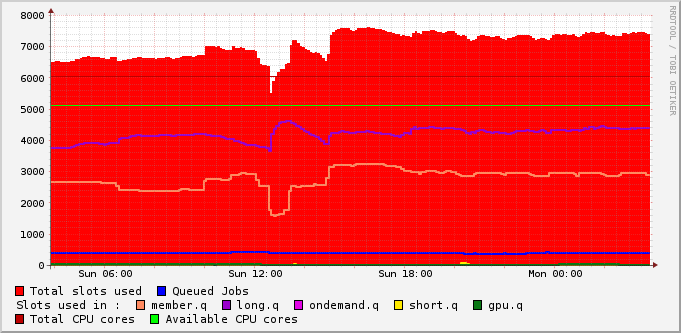 RRDTOOL / TOBI OETIKER
8000
7000
6000
5000
4000
3000
2000
1000
0
Sun 06:00 Sun 12:00 Sun 18:00 Mon 00:00
Total slots used Queued Jobs
Slots used in : member.q long.q ondemand.q short.q gpu.q
Total CPU cores Available CPU cores